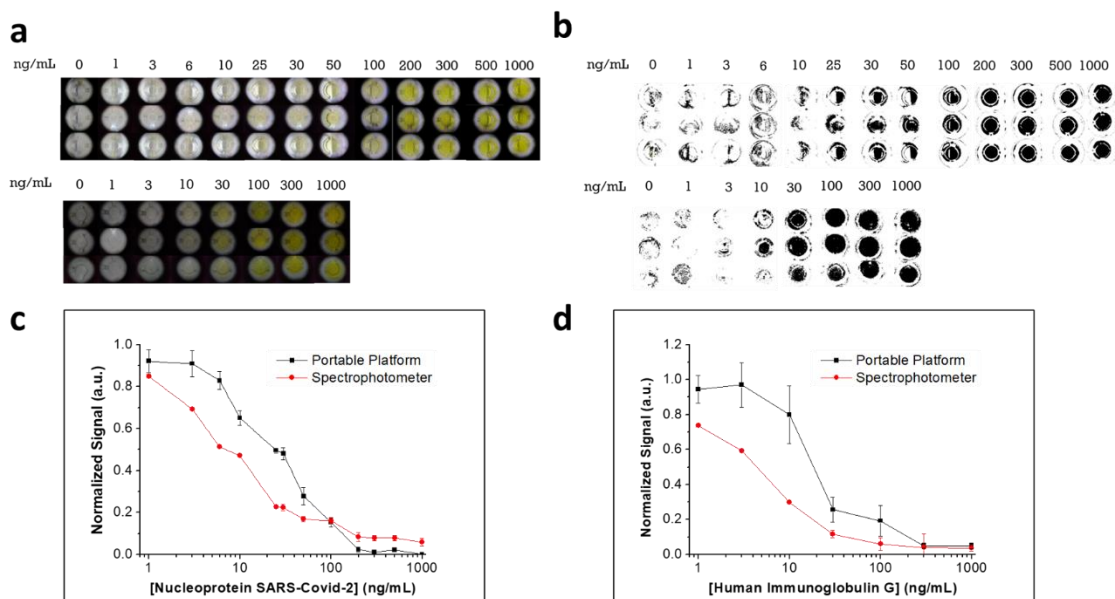 a
ng/mL 0 1 3 6 10 25 30 50 100 200 300 500 1000
ng/mL 0 1 3 10 30 100 300 1000
b
ng/mL 0 1 3 6 10 25 30 50 100 200 300 500 1000
ng/mL 0 1 3 10 30 100 300 1000
c
Normalized Signal (a.u.)
1.0
0.8
0.6
0.4
0.2
0.0
Portable Platform
Spectrophotometer
1 10 100 1000
[Nucleoprotein SARS-Covid-2] (ng/mL)
d
Normalized Signal (a.u.)
1.2
1.0
0.8
0.6
0.4
0.2
0.0
Portable Platform
Spectrophotometer
1 10 100 1000
[Human Immunoglobulin G] (ng/mL)